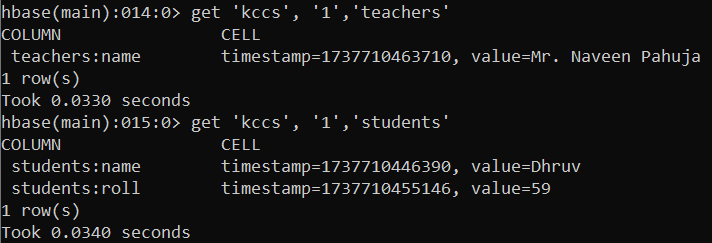 hbase(main):014:0> get 'kccs', '1','teachers'
COLUMN CELL
teachers:name timestamp=1737710463710, value=Mr. Naveen Pahuja
1 row(s)
Took 0.0330 seconds
hbase(main):015:0> get 'kccs', '1','students'
COLUMN CELL
students:name timestamp=1737710446390, value=Dhruv
students:roll timestamp=1737710455146, value=59
1 row(s)
Took 0.0340 seconds